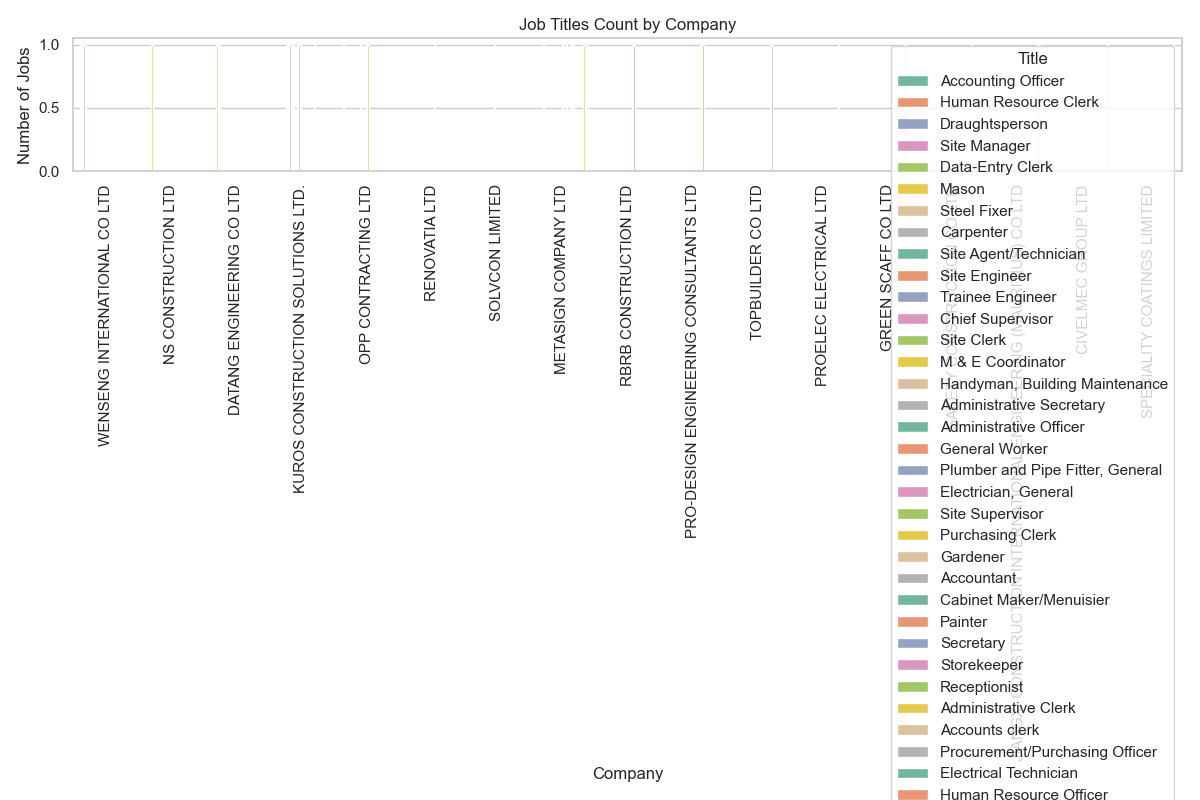 Job Titles Count by Company
Number of Jobs
1.0
0.5
0.0
WENSENG INTERNATIONAL CO LTD
NS CONSTRUCTION LTD
DATANG ENGINEERING CO LTD
KUROS CONSTRUCTION SOLUTIONS LTD.
OPP CONTRACTING LTD
RENOVATIA LTD
SOLVCON LIMITED
METASIGN COMPANY LTD
RBRB CONSTRUCTION LTD
PRO-DESIGN ENGINEERING CONSULTANTS LTD
TOPBUILDER CO LTD
PROELEC ELECTRICAL LTD
GREEN SCAFF CO LTD
CO LTD
CONSTRUCTION INTERNATIONAL ENGINEERING (MAURITIUS) CO LTD
CIVELMEC GROUP LTD
SPECIALITY COATINGS LIMITED
Company
Title
Accounting Officer
Human Resource Clerk
Draughtsperson
Site Manager
Data-Entry Clerk
Mason
Steel Fixer
Carpenter
Site Agent/Technician
Site Engineer
Trainee Engineer
Chief Supervisor
Site Clerk
M & E Coordinator
Handyman, Building Maintenance
Administrative Secretary
Administrative Officer
General Worker
Plumber and Pipe Fitter, General
Electrician, General
Site Supervisor
Purchasing Clerk
Gardener
Accountant
Cabinet Maker/Menuisier
Painter
Secretary
Storekeeper
Receptionist
Administrative Clerk
Accounts clerk
Procurement/Purchasing Officer
Electrical Technician
Human Resource Officer